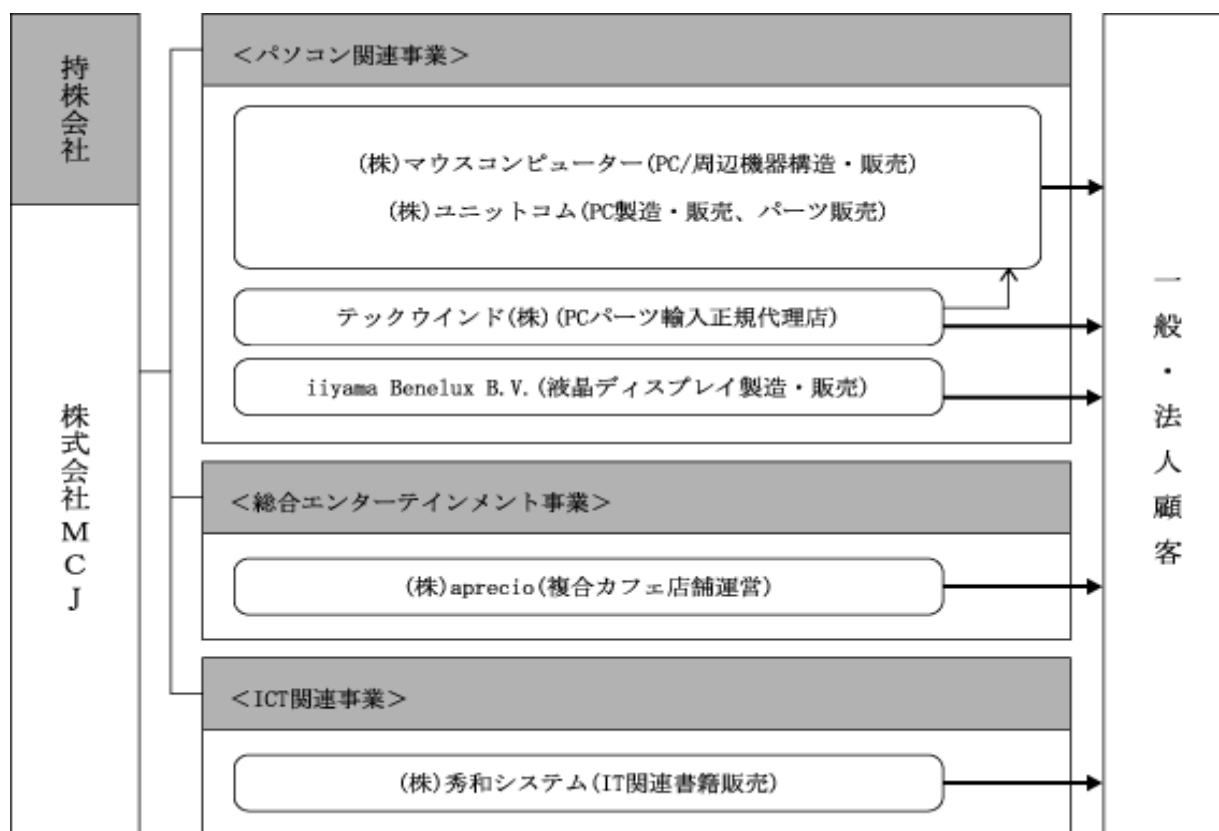 持株会社
株式会社MCJ
<パソコン関連事業>
(株)マウスコンピューター(PC/周辺機器構造・販売)
(株)ユニットコム(PC製造・販売、パーツ販売)
テックウインド(株)(PCパーツ輸入正規代理店)
iiyama Benelux B.V.(液晶ディスプレイ製造・販売)
<総合エンターテインメント事業>
(株)aprecio(複合カフェ店舗運営)
<ICT関連事業>
(株)秀和システム(IT関連書籍販売)
一般・法人顧客